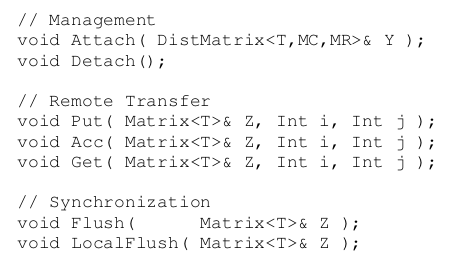 // Management
void Attach( DistMatrix<T,MC,MR>& Y );
void Detach();

// Remote Transfer
void Put( Matrix<T>& Z, Int i, Int j );
void Acc( Matrix<T>& Z, Int i, Int j );
void Get( Matrix<T>& Z, Int i, Int j );

// Synchronization
void Flush(      Matrix<T>& Z );
void LocalFlush( Matrix<T>& Z );